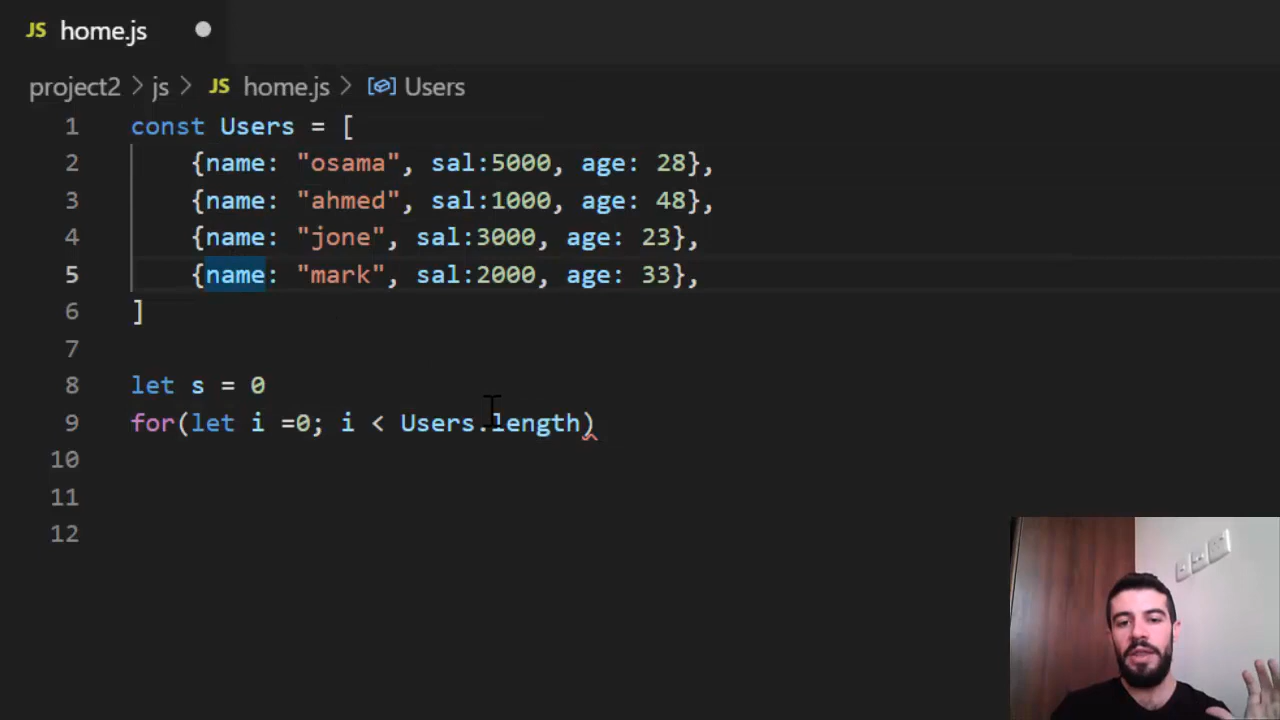 JS home.js
project2 > js > JS home.js > Users
1 const Users = [
2 {name: "osama", sal:5000, age: 28},
3 {name: "ahmed", sal:1000, age: 48},
4 {name: "jone", sal:3000, age: 23},
5 {name: "mark", sal:2000, age: 33},
6 ]
7
8 let s = 0
9 for(let i =0; i < Users.length)
10
11
12